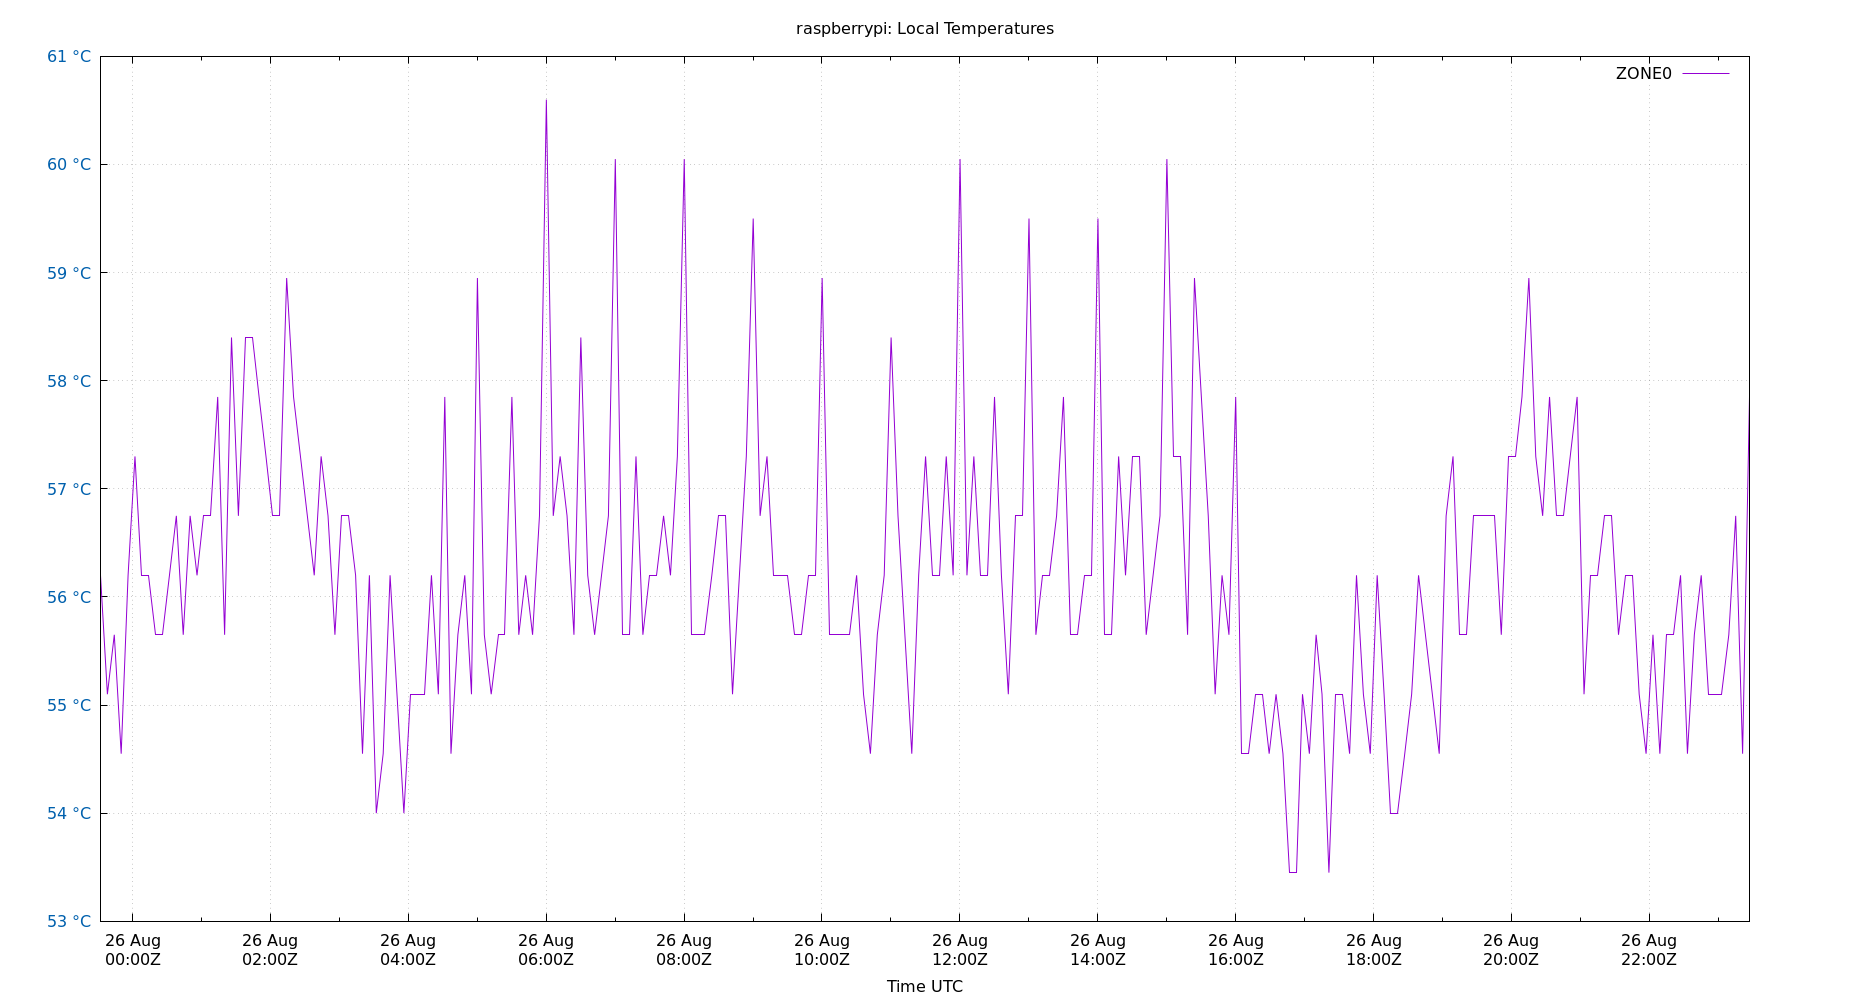 raspberrypi: Local Temperatures
61 °C
ZONE0
60 °C
59 °C
58 °C
57 °C
56 °C
55 °C
54 °C
53 °C
26 Aug 26 Aug 26 Aug 26 Aug 26 Aug 26 Aug 26 Aug 26 Aug 26 Aug 26 Aug 26 Aug 26 Aug
00:00Z 02:00Z 04:00Z 06:00Z 08:00Z 10:00Z 12:00Z 14:00Z 16:00Z 18:00Z 20:00Z 22:00Z
Time UTC